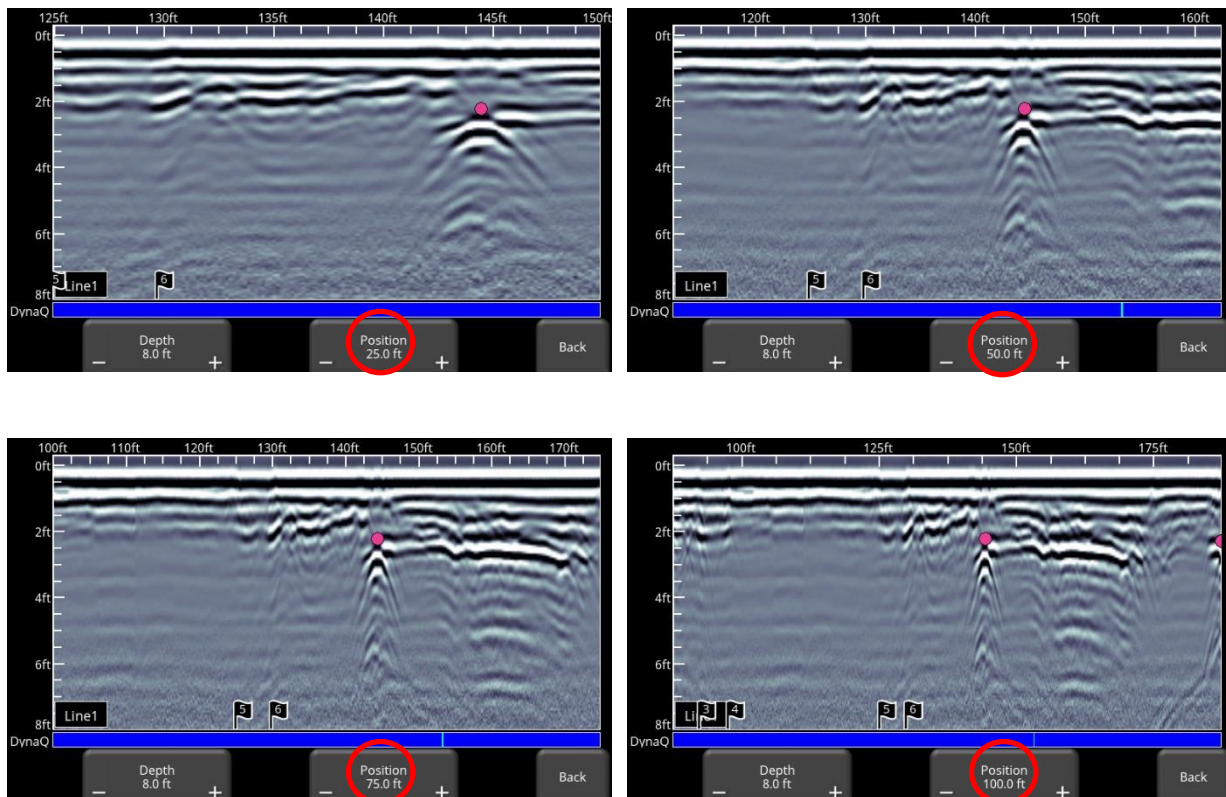 125ft 130ft 135ft 140ft 145ft 150ft
0ft
2ft
4ft
6ft
8ft
5 Line1 6
DynaQ
Depth
8.0 ft
− +
Position
25.0 ft
− +
Back
120ft 130ft 140ft 150ft 160ft
0ft
2ft
4ft
6ft
8ft
Line1 5 6
DynaQ
Depth
8.0 ft
− +
Position
50.0 ft
− +
Back
100ft 110ft 120ft 130ft 140ft 150ft 160ft 170ft
0ft
2ft
4ft
6ft
8ft
Line1 5 6
DynaQ
Depth
8.0 ft
− +
Position
75.0 ft
− +
Back
100ft 125ft 150ft 175ft
0ft
2ft
4ft
6ft
8ft
Li 3 4 5 6
DynaQ
Depth
8.0 ft
− +
Position
100.0 ft
− +
Back